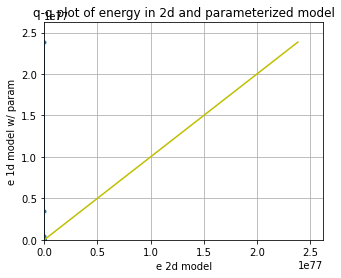 q-q plot of energy in 2d and parameterized model
1e77
2.5
2.0
1.5
1.0
0.5
0.0
e 1d model w/ param
0.0 0.5 1.0 1.5 2.0 2.5
1e77
e 2d model